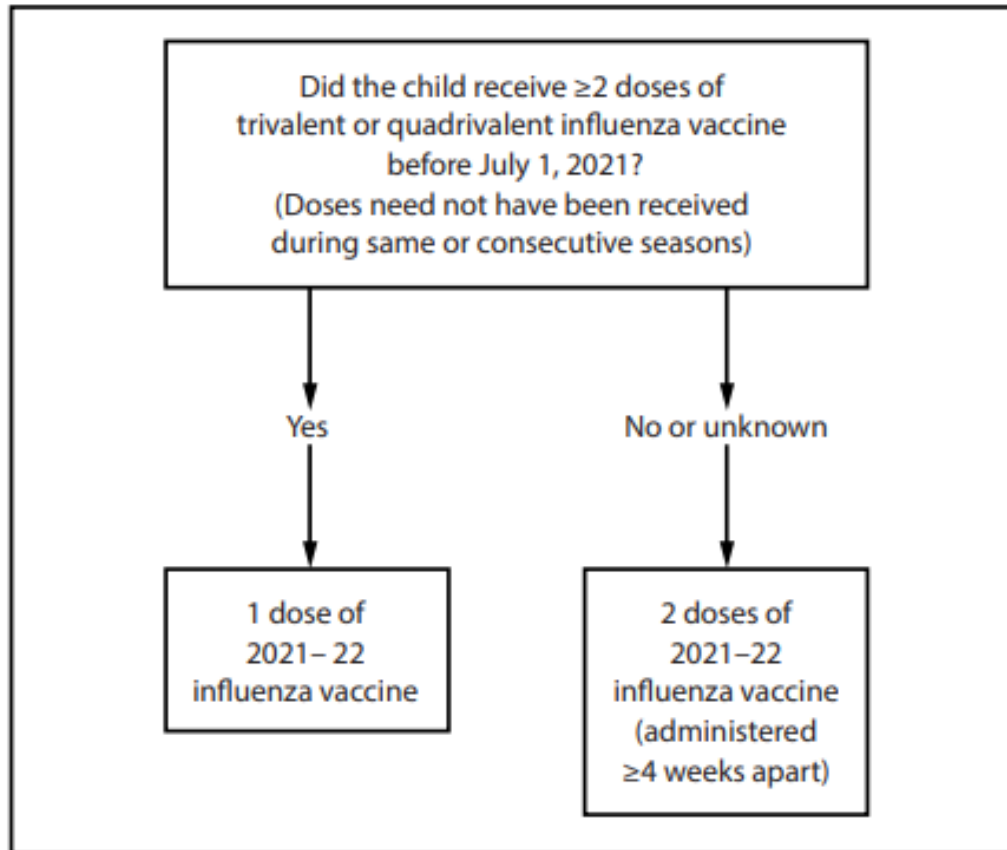 Did the child receive ≥2 doses of
trivalent or quadrivalent influenza vaccine
before July 1, 2021?
(Doses need not have been received
during same or consecutive seasons)
Yes
No or unknown
1 dose of
2021– 22
influenza vaccine
2 doses of
2021–22
influenza vaccine
(administered
≥4 weeks apart)